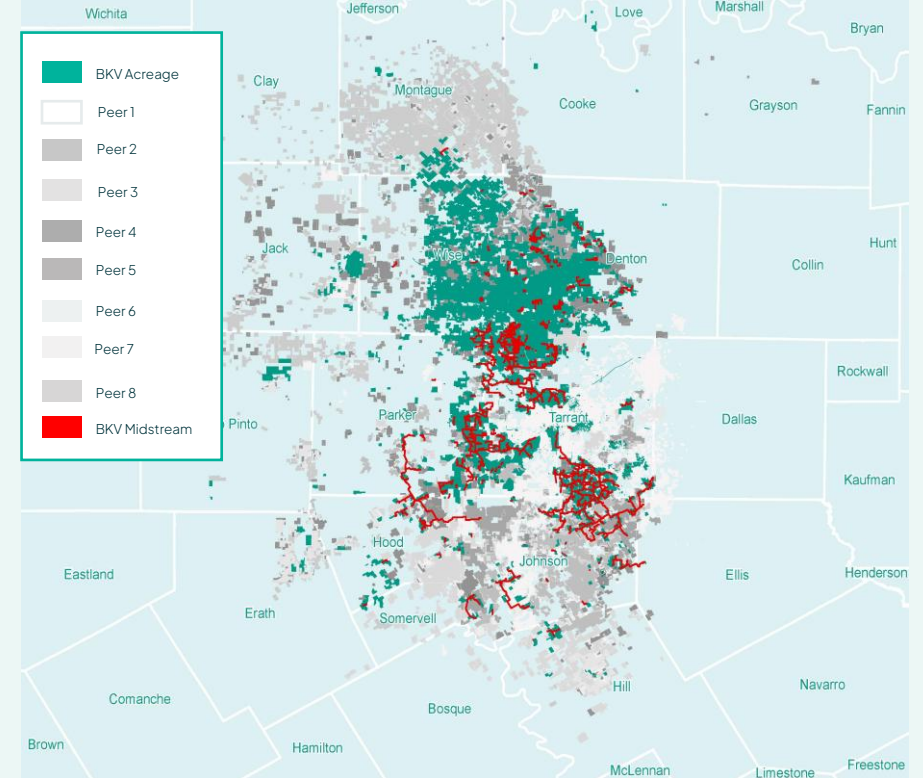 Wichita
Jefferson
Love
Marshall
Bryan
BKV Acreage
Clay
Montague
Cooke
Grayson
Fannin
Peer 1
Peer 2
Peer 3
Peer 4
Jack
Wise
Denton
Collin
Hunt
Peer 5
Peer 6
Peer 7
Rockwall
Peer 8
BKV Midstream
Pinto
Parker
Tarrant
Dallas
Kaufman
Hood
Johnson
Eastland
Ellis
Henderson
Erath
Somervell
Comanche
Hill
Navarro
Bosque
Brown
Hamilton
McLennan
Limestone
Freestone